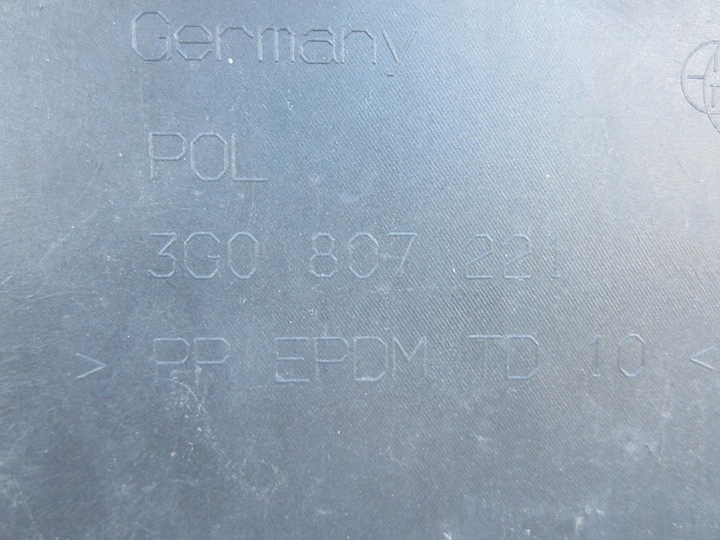 Germany
POL
3G0 807 221
> PP EPDM TD 10 <